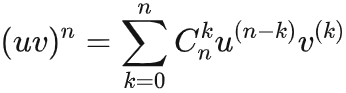 $(uv)^n = \sum_{k=0}^{n} C_n^k u^{(n-k)} v^{(k)}$